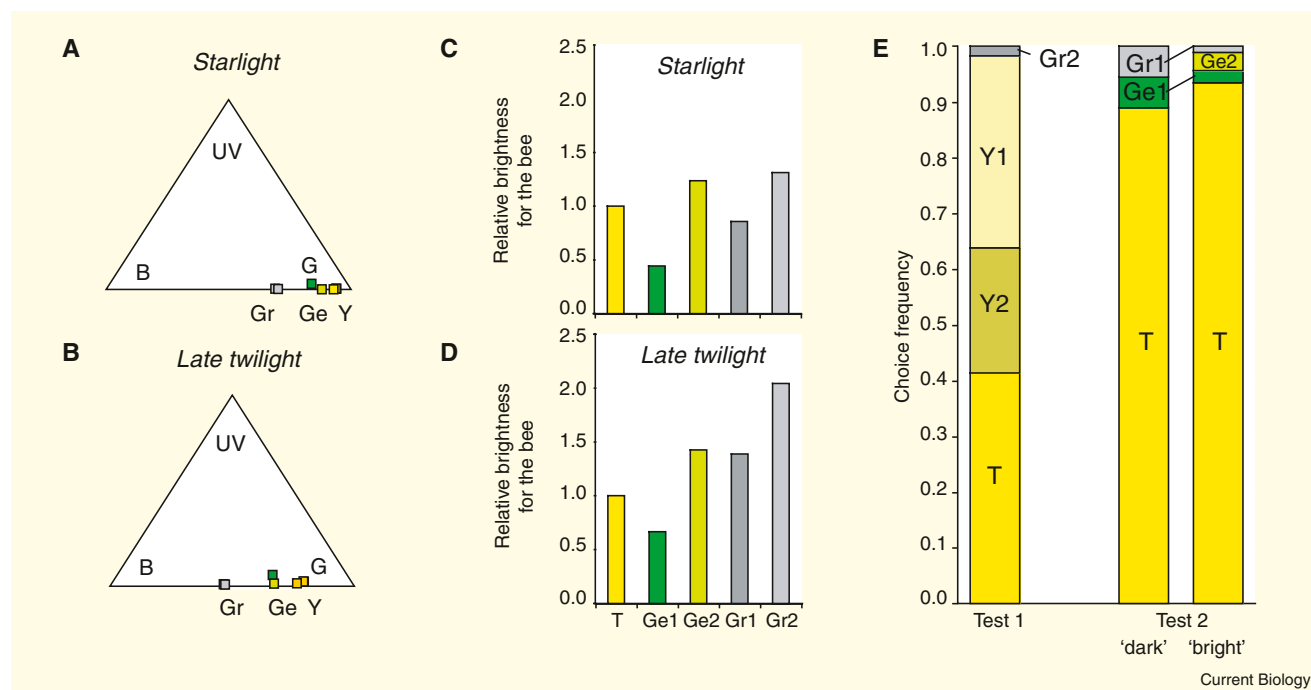 A
Starlight
UV
B
G
Gr Ge Y
B
Late twilight
UV
B
G
Gr Ge Y
C
Starlight
Relative brightness
for the bee
2.5
2.0
1.5
1.0
0.5
0.0
D
Late twilight
Relative brightness
for the bee
2.5
2.0
1.5
1.0
0.5
0.0
T Ge1 Ge2 Gr1 Gr2
E
Choice frequency
1.0
0.9
0.8
0.7
0.6
0.5
0.4
0.3
0.2
0.1
0.0
Gr2
Y1
Y2
T
Gr1
Ge1
T
Ge2
T
Test 1
Test 2
‘dark’ ‘bright’
Current Biology